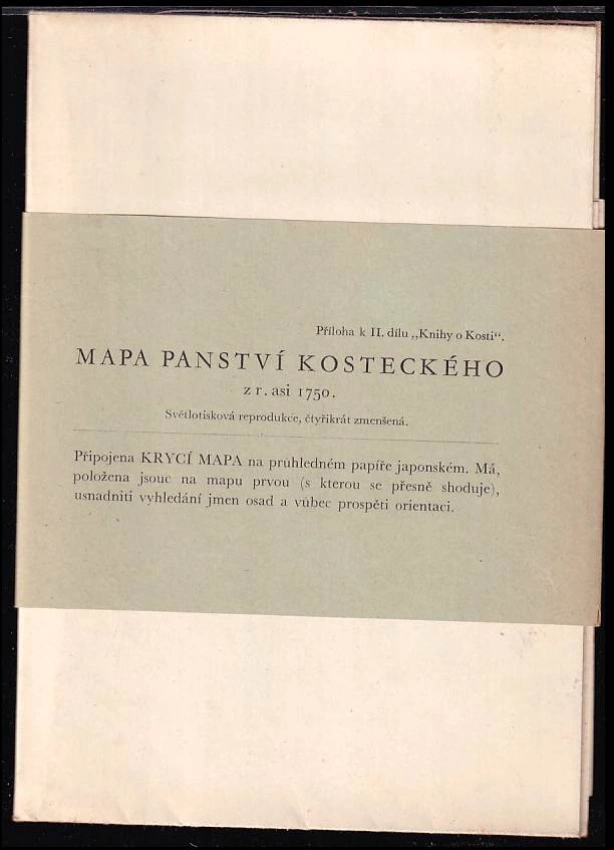 Příloha k II. dílu „Knihy o Kosti“.
MAPA PANSTVÍ KOSTECKÉHO
z r. asi 1750.
Světlotisková reprodukce, čtyřikrát zmenšená.
Připojena KRYCÍ MAPA na průhledném papíře japonském. Má,
položena jsouc na mapu prvou (s kterou se přesně shoduje),
usnadniti vyhledání jmen osad a vůbec prospěti orientaci.